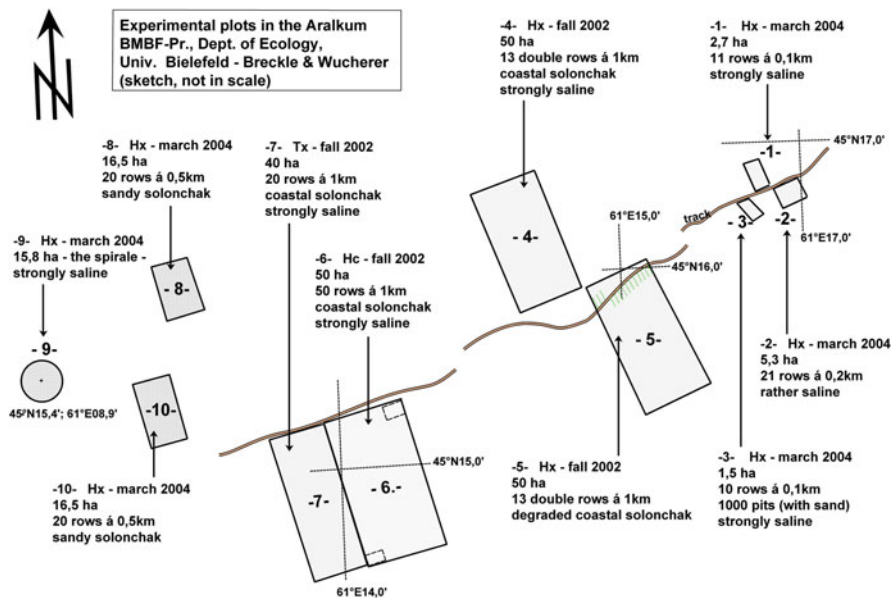 Experimental plots in the Aralkum
BMBF-Pr., Dept. of Ecology,
Univ. Bielefeld - Breckle & Wucherer
(sketch, not in scale)
-4- Hx - fall 2002
50 ha
13 double rows á 1km
coastal solonchak
strongly saline
-1- Hx - march 2004
2,7 ha
11 rows á 0,1km
strongly saline
-8- Hx - march 2004
16,5 ha
20 rows á 0,5km
sandy solonchak
-7- Tx - fall 2002
40 ha
20 rows á 1km
coastal solonchak
strongly saline
-9- Hx - march 2004
15,8 ha - the spirale -
strongly saline
-6- Hc - fall 2002
50 ha
50 rows á 1km
coastal solonchak
strongly saline
45°N17,0'
-1-
61°E15,0'
track
- 3 -
-2-
61°E17,0'
- 4-
45°N16,0'
- 8-
- 9-
- 5-
45°N15,4'; 61°E08,9'
-10-
-2- Hx - march 2004
5,3 ha
21 rows á 0,2km
rather saline
45°N15,0'
-7-
- 6.-
-10- Hx - march 2004
16,5 ha
20 rows á 0,5km
sandy solonchak
-5- Hx - fall 2002
50 ha
13 double rows á 1km
degraded coastal solonchak
-3- Hx - march 2004
1,5 ha
10 rows á 0,1km
1000 pits (with sand)
strongly saline
61°E14,0'